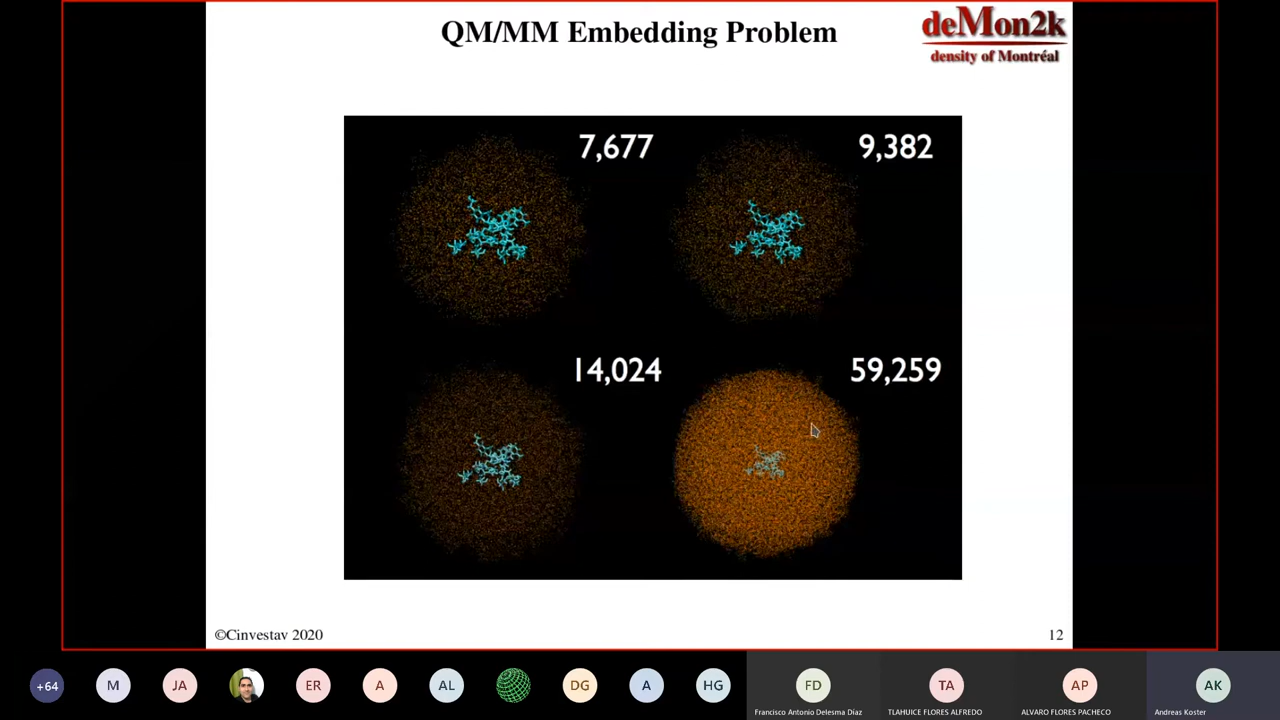 QM/MM Embedding Problem
deMon2k
density of Montréal
7,677
9,382
14,024
59,259
©Cinvestav 2020
12
+64
M
JA
ER
A
AL
DG
A
HG
FD
TA
AP
AK
Francisco Antonio Delesma Díaz
TLAHUICE FLORES ALFREDO
ALVARO FLORES PACHECO
Andreas Koster